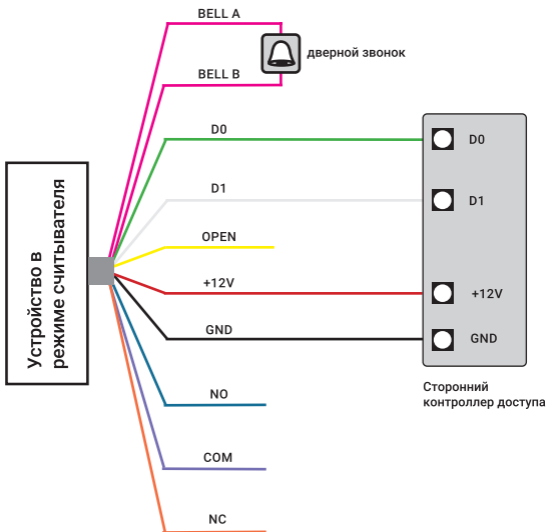 BELL A
дверной звонок
BELL B
D0
D0
D1
D1
OPEN
+12V
+12V
GND
GND
Устройство в
режиме считывателя
Сторонний
контроллер доступа
NO
COM
NC